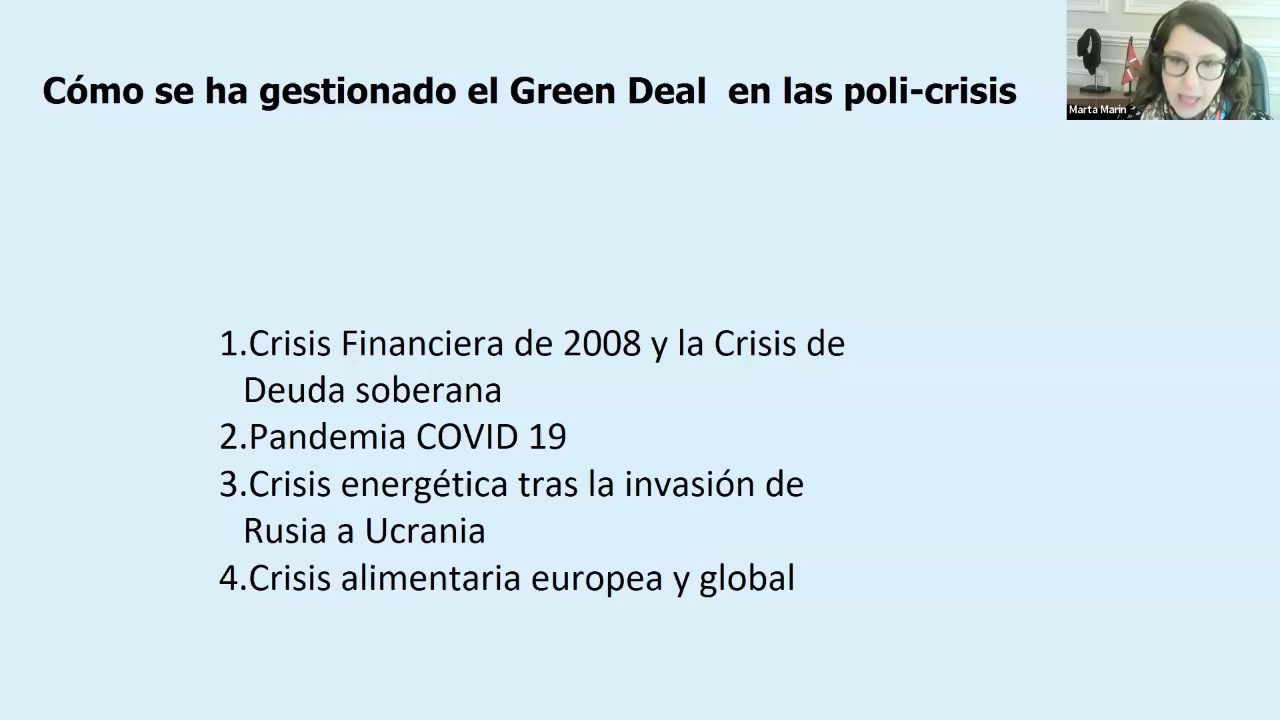 Cómo se ha gestionado el Green Deal  en las poli-crisis
Marta Marin
1.Crisis Financiera de 2008 y la Crisis de
Deuda soberana
2.Pandemia COVID 19
3.Crisis energética tras la invasión de
Rusia a Ucrania
4.Crisis alimentaria europea y global